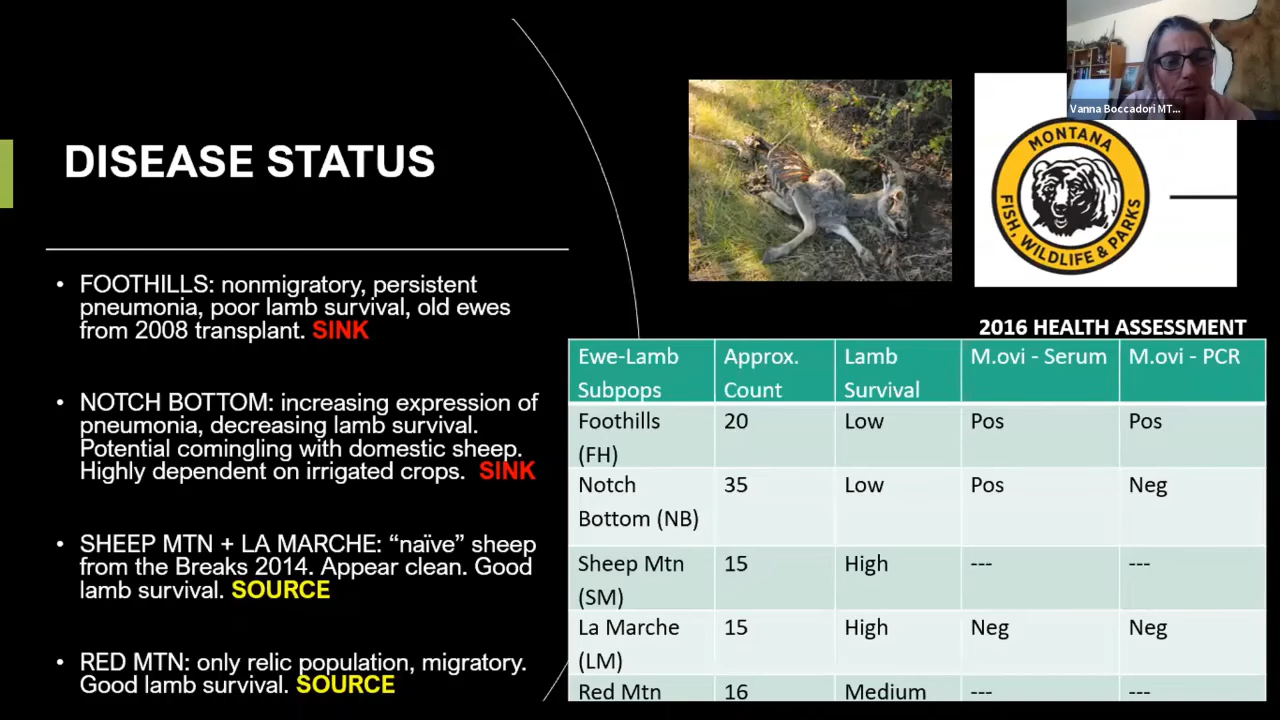 Vanna Boccadori MT...
MONTANA
FISH, WILDLIFE & PARKS
DISEASE STATUS
• FOOTHILLS: nonmigratory, persistent
pneumonia, poor lamb survival, old ewes
from 2008 transplant. SINK
• NOTCH BOTTOM: increasing expression of
pneumonia, decreasing lamb survival.
Potential comingling with domestic sheep.
Highly dependent on irrigated crops. SINK
• SHEEP MTN + LA MARCHE: “naïve” sheep
from the Breaks 2014. Appear clean. Good
lamb survival. SOURCE
• RED MTN: only relic population, migratory.
Good lamb survival. SOURCE
2016 HEALTH ASSESSMENT
Ewe-Lamb Subpops Approx. Count Lamb Survival M.ovi - Serum M.ovi - PCR
Foothills (FH) 20 Low Pos Pos
Notch Bottom (NB) 35 Low Pos Neg
Sheep Mtn (SM) 15 High --- ---
La Marche (LM) 15 High Neg Neg
Red Mtn 16 Medium --- ---